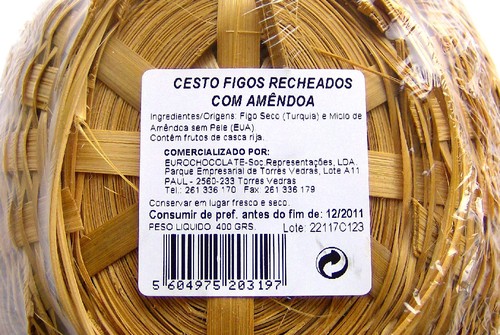 CESTO FIGOS RECHEADOS
COM AMÊNDOA
Ingredientes/Origens: Figo Seco (Turquia) e Miolo de
Amêndoa sem Pele (EUA)
Contém frutos de casca rija.
COMERCIALIZADO POR:
EUROCHOCOLATE-Soc.Representações, LDA.
Parque Empresarial de Torres Vedras, Lote A11
PAUL - 2560-233 Torres Vedras
Tel.: 261 336 170 Fax 261 336 179
Conservar em lugar fresco e seco.
Consumir de pref. antes do fim de: 12/2011
PESO LIQUIDO: 400 GRS. Lote: 22117C123
5 604975 203197